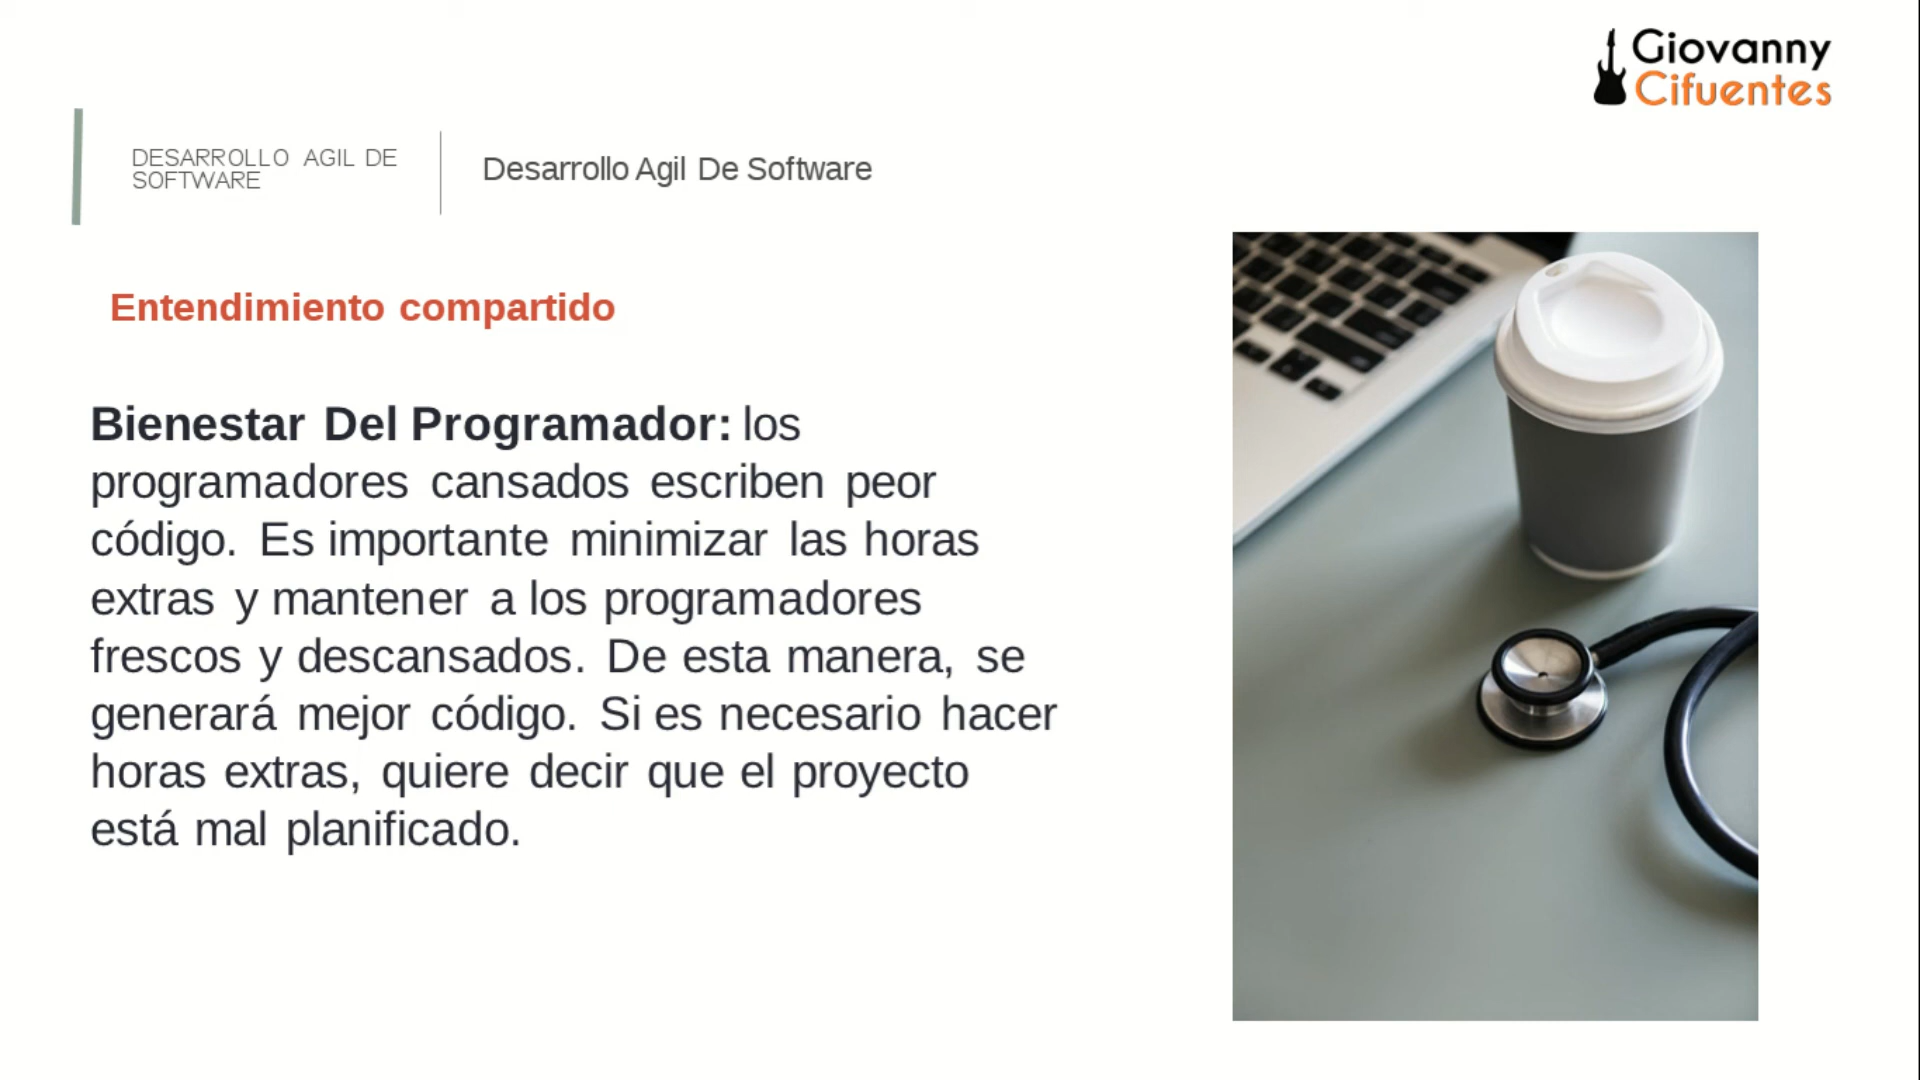 Giovanny
Cifuentes
DESARROLLO AGIL DE
SOFTWARE
Desarrollo Agil De Software
Entendimiento compartido
Bienestar Del Programador: los
programadores cansados escriben peor
código. Es importante minimizar las horas
extras y mantener a los programadores
frescos y descansados. De esta manera, se
generará mejor código. Si es necesario hacer
horas extras, quiere decir que el proyecto
está mal planificado.